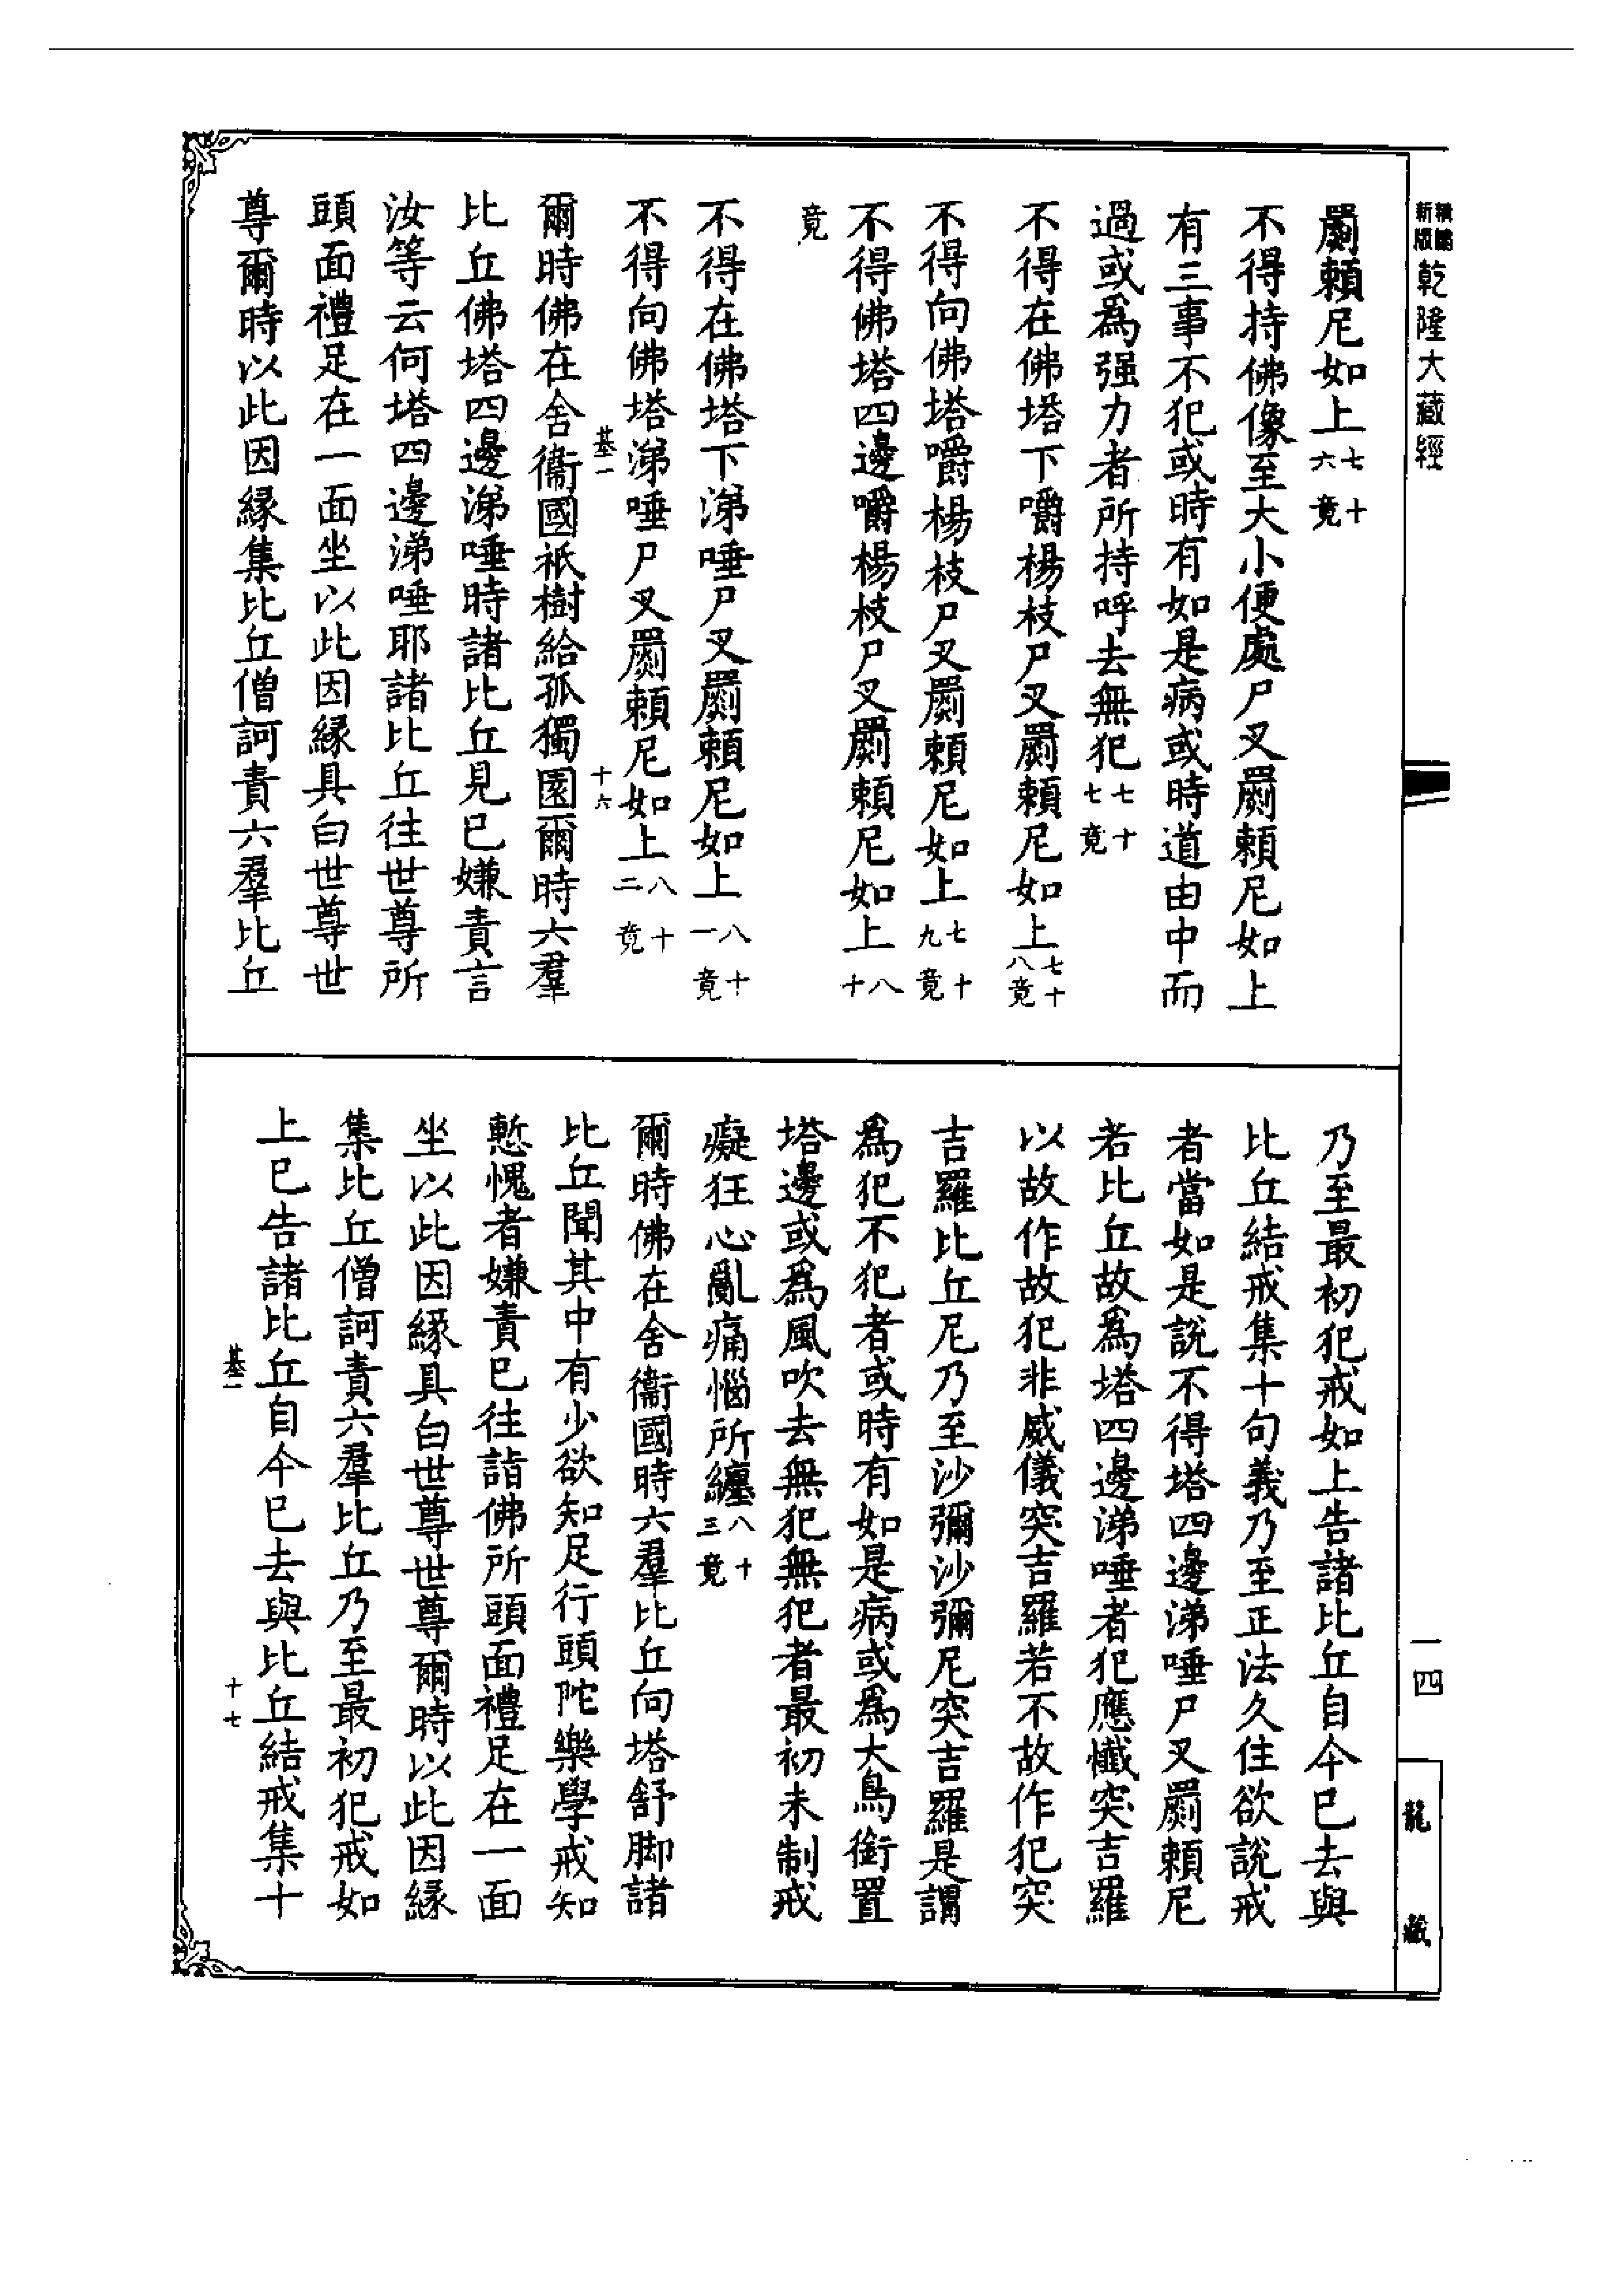 新版
乾隆大藏經
罽賴尼如上七十六竟
不得持佛像至大小便處尸叉罽賴尼如上
有三事不犯或時有如是病或時道由中而
過或爲强力者所持呼去無犯七十七竟
不得在佛塔下嚼楊枝尸叉罽賴尼如上七十八竟
不得向佛塔嚼楊枝尸叉罽賴尼如上七十九竟
不得佛塔四邊嚼楊枝尸叉罽賴尼如上八十
竟
不得在佛塔下涕唾尸叉罽賴尼如上八十一竟
不得向佛塔涕唾尸叉罽賴尼如上八十二竟
基一
十六
爾時佛在舍衞國祇樹給孤獨園爾時六羣
比丘佛塔四邊涕唾時諸比丘見已嫌責言
汝等云何塔四邊涕唾耶諸比丘往世尊所
頭面禮足在一面坐以此因緣具白世尊世
尊爾時以此因緣集比丘僧訶責六羣比丘
乃至最初犯戒如上告諸比丘自今已去與
比丘結戒集十句義乃至正法久住欲說戒
者當如是說不得塔四邊涕唾尸叉罽賴尼
若比丘故爲塔四邊涕唾者犯應懺突吉羅
以故作故犯非威儀突吉羅若不故作犯突
吉羅比丘尼乃至沙彌沙彌尼突吉羅是謂
爲犯不犯者或時有如是病或爲大鳥銜置
塔邊或爲風吹去無犯無犯者最初未制戒
癡狂心亂痛惱所纏八十三竟
爾時佛在舍衞國時六羣比丘向塔舒脚諸
比丘聞其中有少欲知足行頭陀樂學戒知
慙愧者嫌責已往詣佛所頭面禮足在一面
坐以此因緣具白世尊世尊爾時以此因緣
集比丘僧訶責六羣比丘乃至最初犯戒如
上已告諸比丘自今已去與比丘結戒集十
基一
十七
一四
龍藏